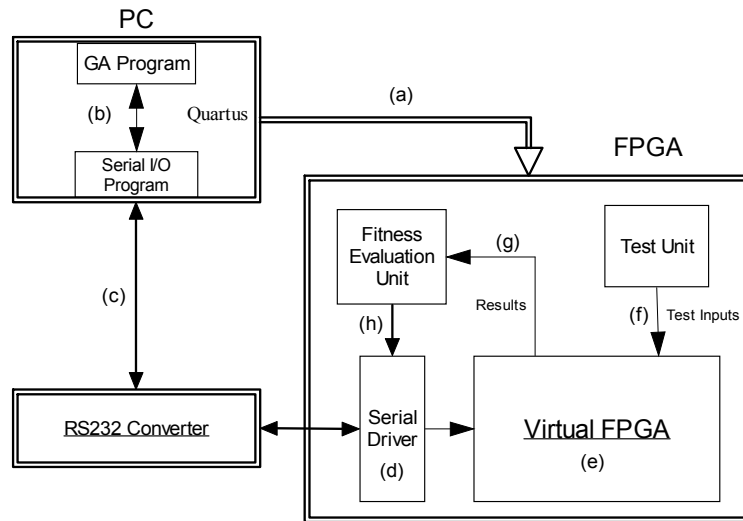 PC
GA Program
(b)
Quartus
Serial I/O
Program
(a)
(c)
RS232 Converter
FPGA
Fitness
Evaluation
Unit
(g)
Results
(h)
Test Unit
(f)
Test Inputs
Serial
Driver
(d)
Virtual FPGA
(e)